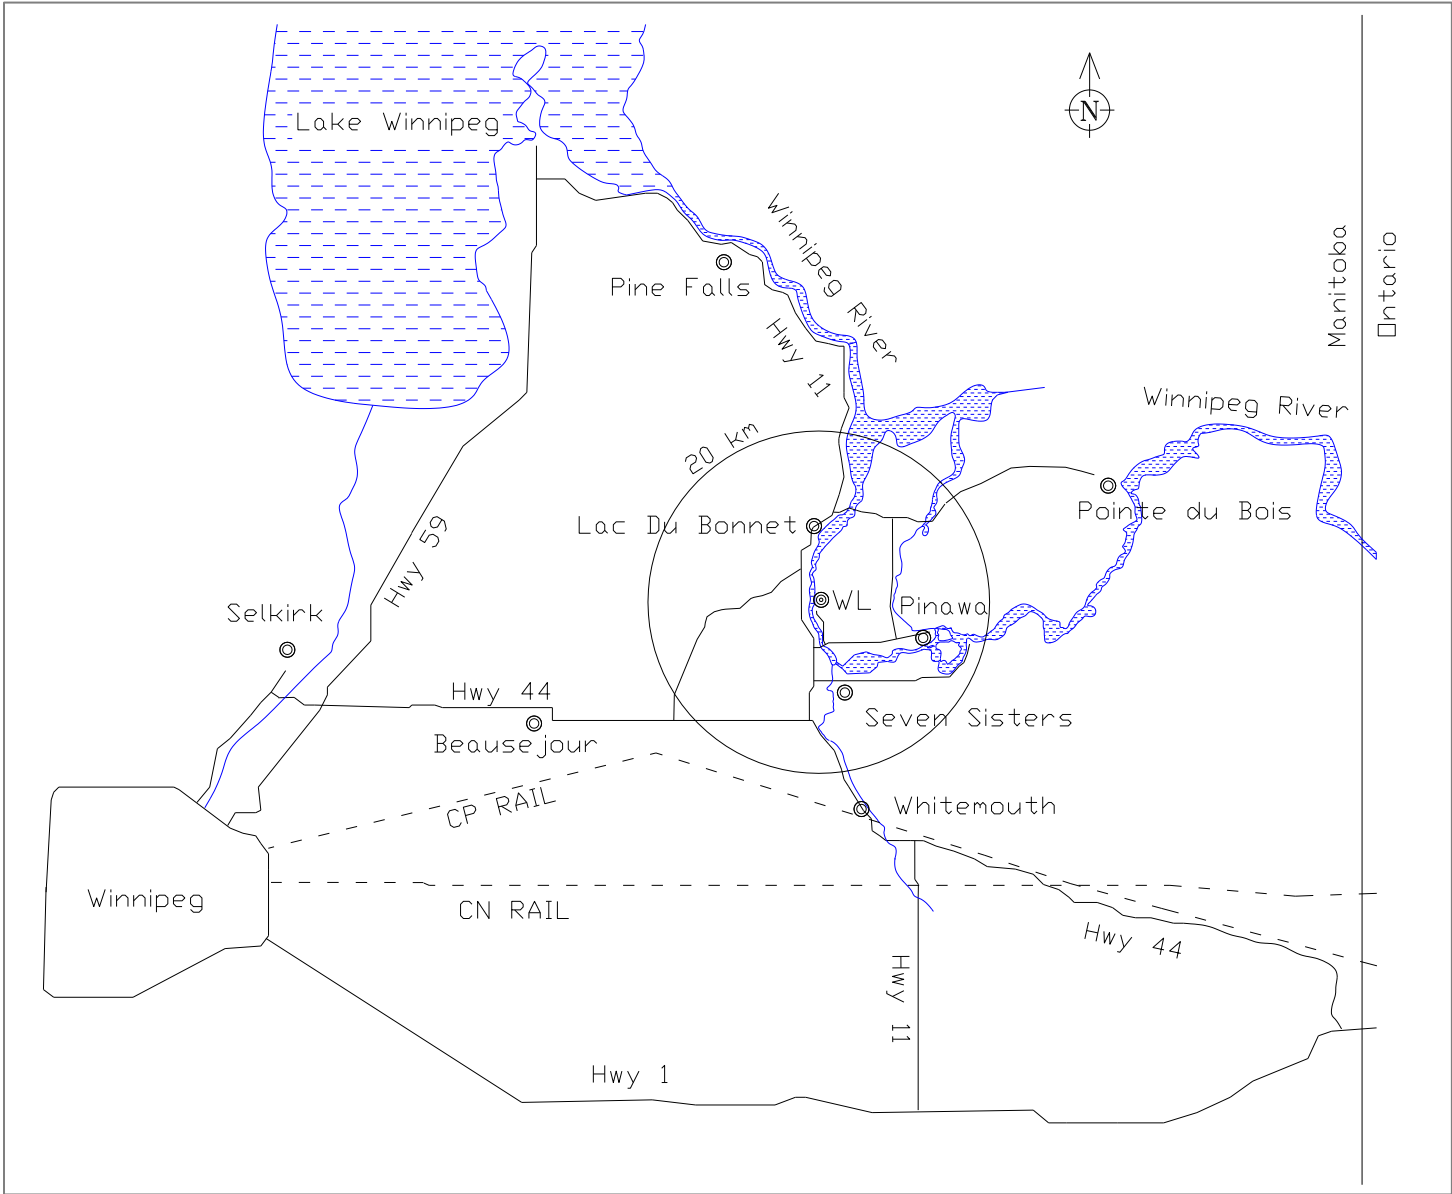 N
Lake Winnipeg
Winnipeg River
Manitoba
Ontario
Pine Falls
Hwy 11
Winnipeg River
20 km
Pointe du Bois
Lac Du Bonnet
Hwy 59
WL
Pinawa
Selkirk
Hwy 44
Seven Sisters
Beausejour
CP RAIL
Whitemouth
Winnipeg
CN RAIL
Hwy 44
Hwy 11
Hwy 1